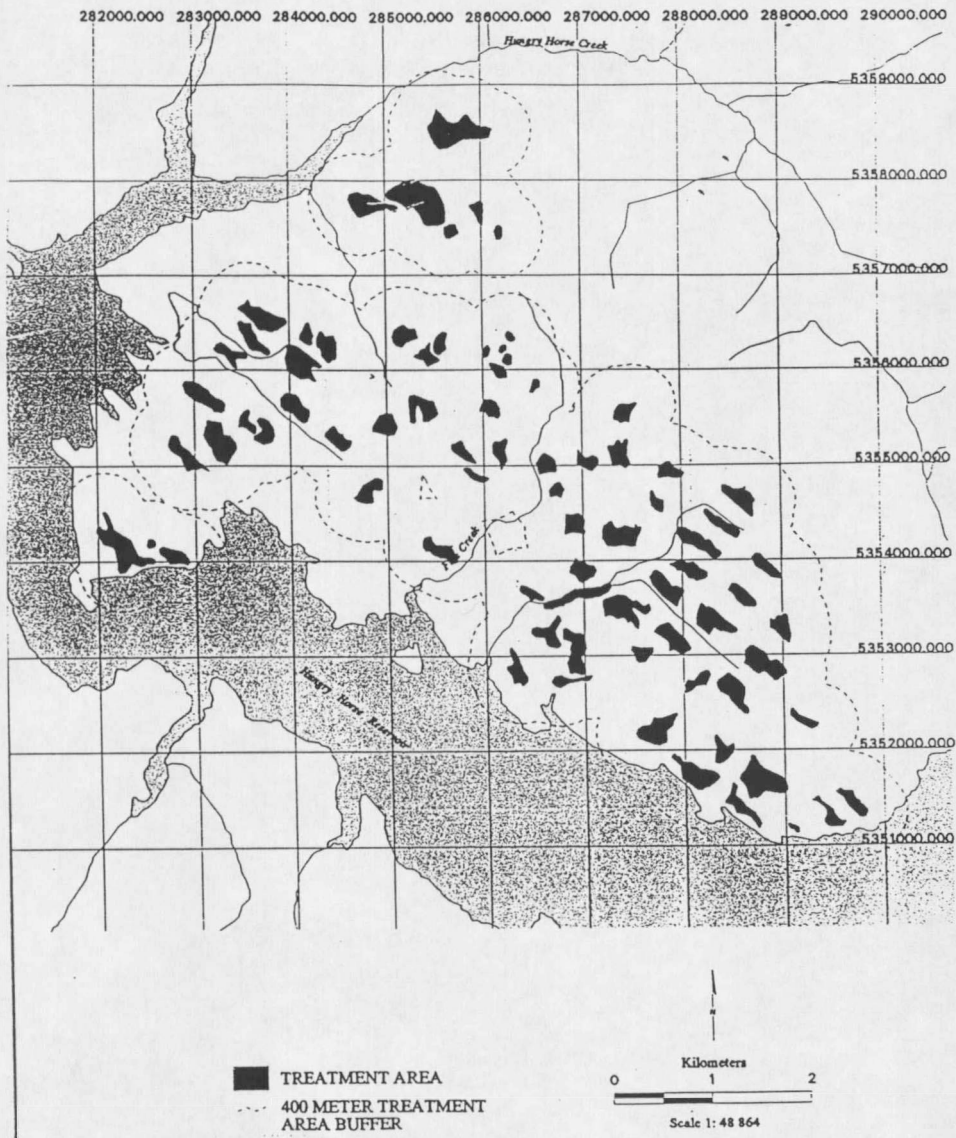 282000.000 283000.000 284000.000 285000.000 286000.000 287000.000 288000.000 289000.000 290000.000
Hungry Horse Creek
5359000.000
5358000.000
5357000.000
5356000.000
5355000.000
Creek
5354000.000
5353000.000
Hungry Horse Reservoir
5352000.000
5351000.000
N
TREATMENT AREA
400 METER TREATMENT
AREA BUFFER
Kilometers
0 1 2
Scale 1: 48 864